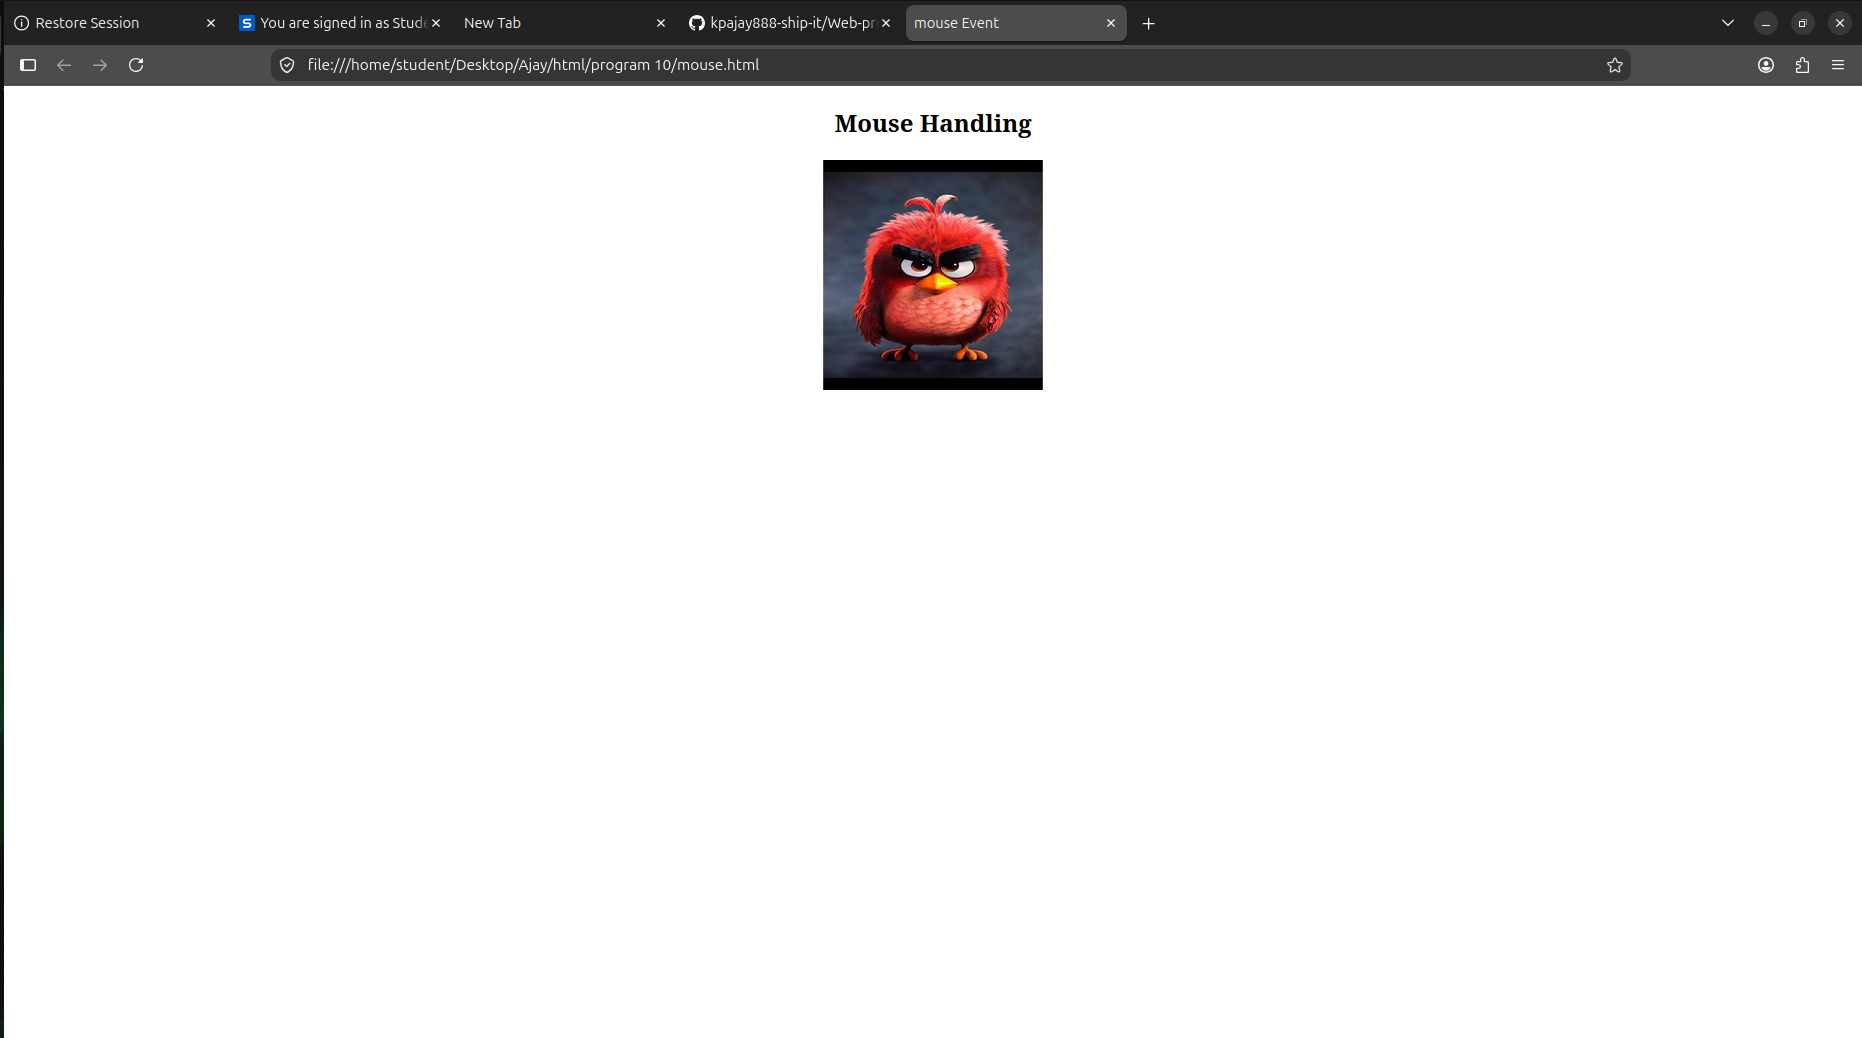 Restore Session
You are signed in as Stude
New Tab
kpajay888-ship-it/Web-pr
mouse Event
file:///home/student/Desktop/Ajay/html/program 10/mouse.html
Mouse Handling